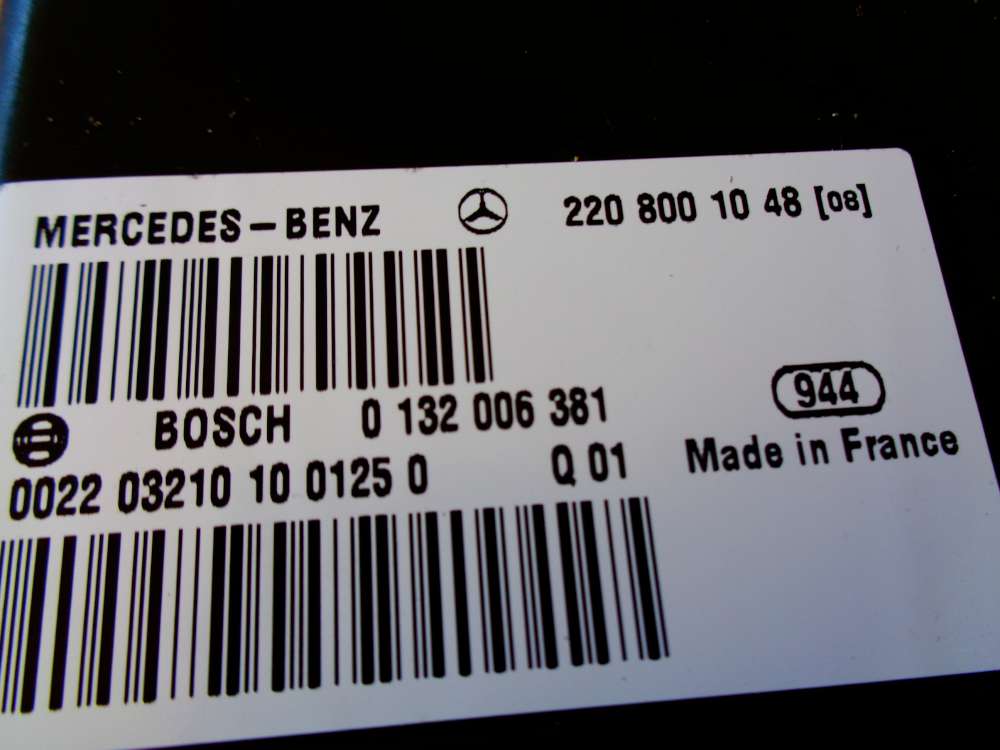 MERCEDES-BENZ 220 800 10 48 [08]
BOSCH 0 132 006 381
944
0022 03210 10 0125 0 Q 01
Made in France